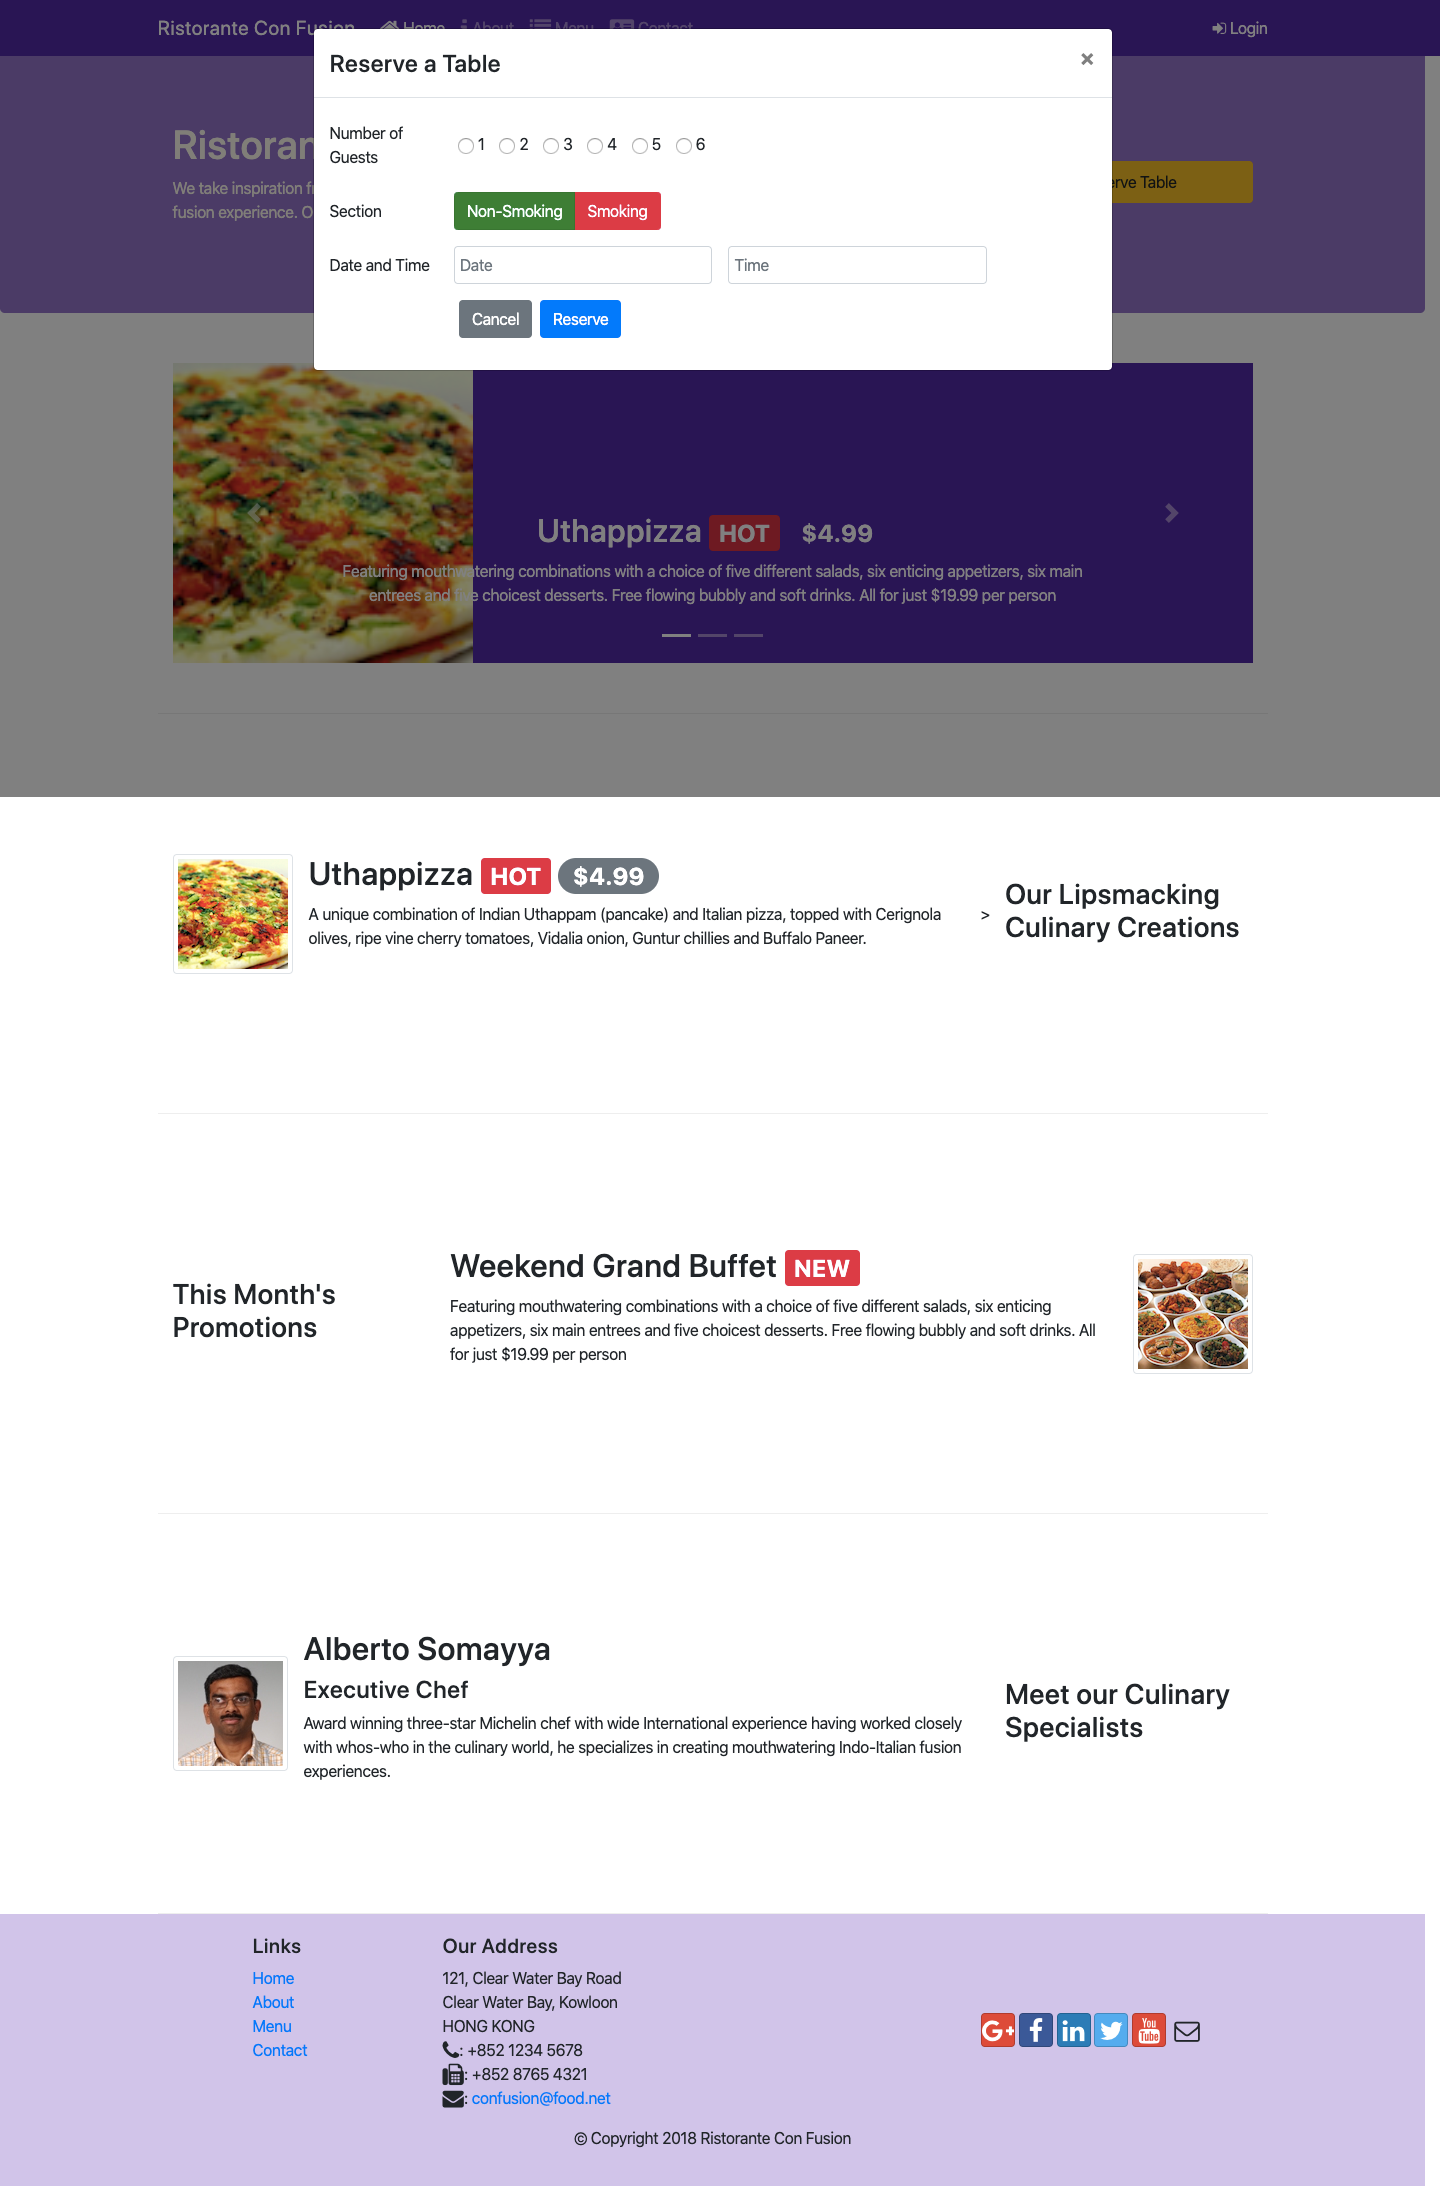 Ristorante Con Fusion Home About Menu Contact Login
Reserve a Table ×
Number of
Guests
1 2 3 4 5 6
Section Non-Smoking Smoking
Date and Time Date Time
Cancel Reserve
Ristoran
We take inspiration fr
fusion experience. O
erve Table
Uthappizza HOT $4.99
Featuring mouthwatering combinations with a choice of five different salads, six enticing appetizers, six main
entrees and five choicest desserts. Free flowing bubbly and soft drinks. All for just $19.99 per person
Uthappizza HOT $4.99
A unique combination of Indian Uthappam (pancake) and Italian pizza, topped with Cerignola
olives, ripe vine cherry tomatoes, Vidalia onion, Guntur chillies and Buffalo Paneer.
>
Our Lipsmacking
Culinary Creations
This Month's
Promotions
Weekend Grand Buffet NEW
Featuring mouthwatering combinations with a choice of five different salads, six enticing
appetizers, six main entrees and five choicest desserts. Free flowing bubbly and soft drinks. All
for just $19.99 per person
Alberto Somayya
Executive Chef
Award winning three-star Michelin chef with wide International experience having worked closely
with whos-who in the culinary world, he specializes in creating mouthwatering Indo-Italian fusion
experiences.
Meet our Culinary
Specialists
Links
Home
About
Menu
Contact
Our Address
121, Clear Water Bay Road
Clear Water Bay, Kowloon
HONG KONG
: +852 1234 5678
: +852 8765 4321
: confusion@food.net
G+ f in You Tube
© Copyright 2018 Ristorante Con Fusion